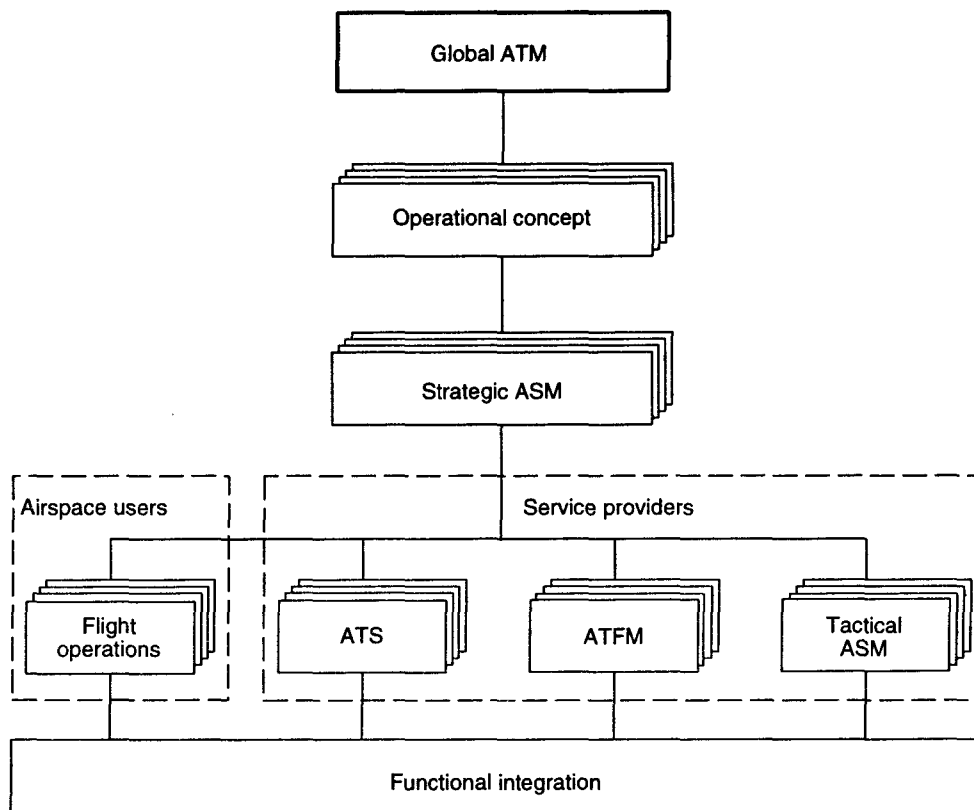 Global ATM
Operational concept
Strategic ASM
Airspace users
Service providers
Flight
operations
ATS
ATFM
Tactical
ASM
Functional integration